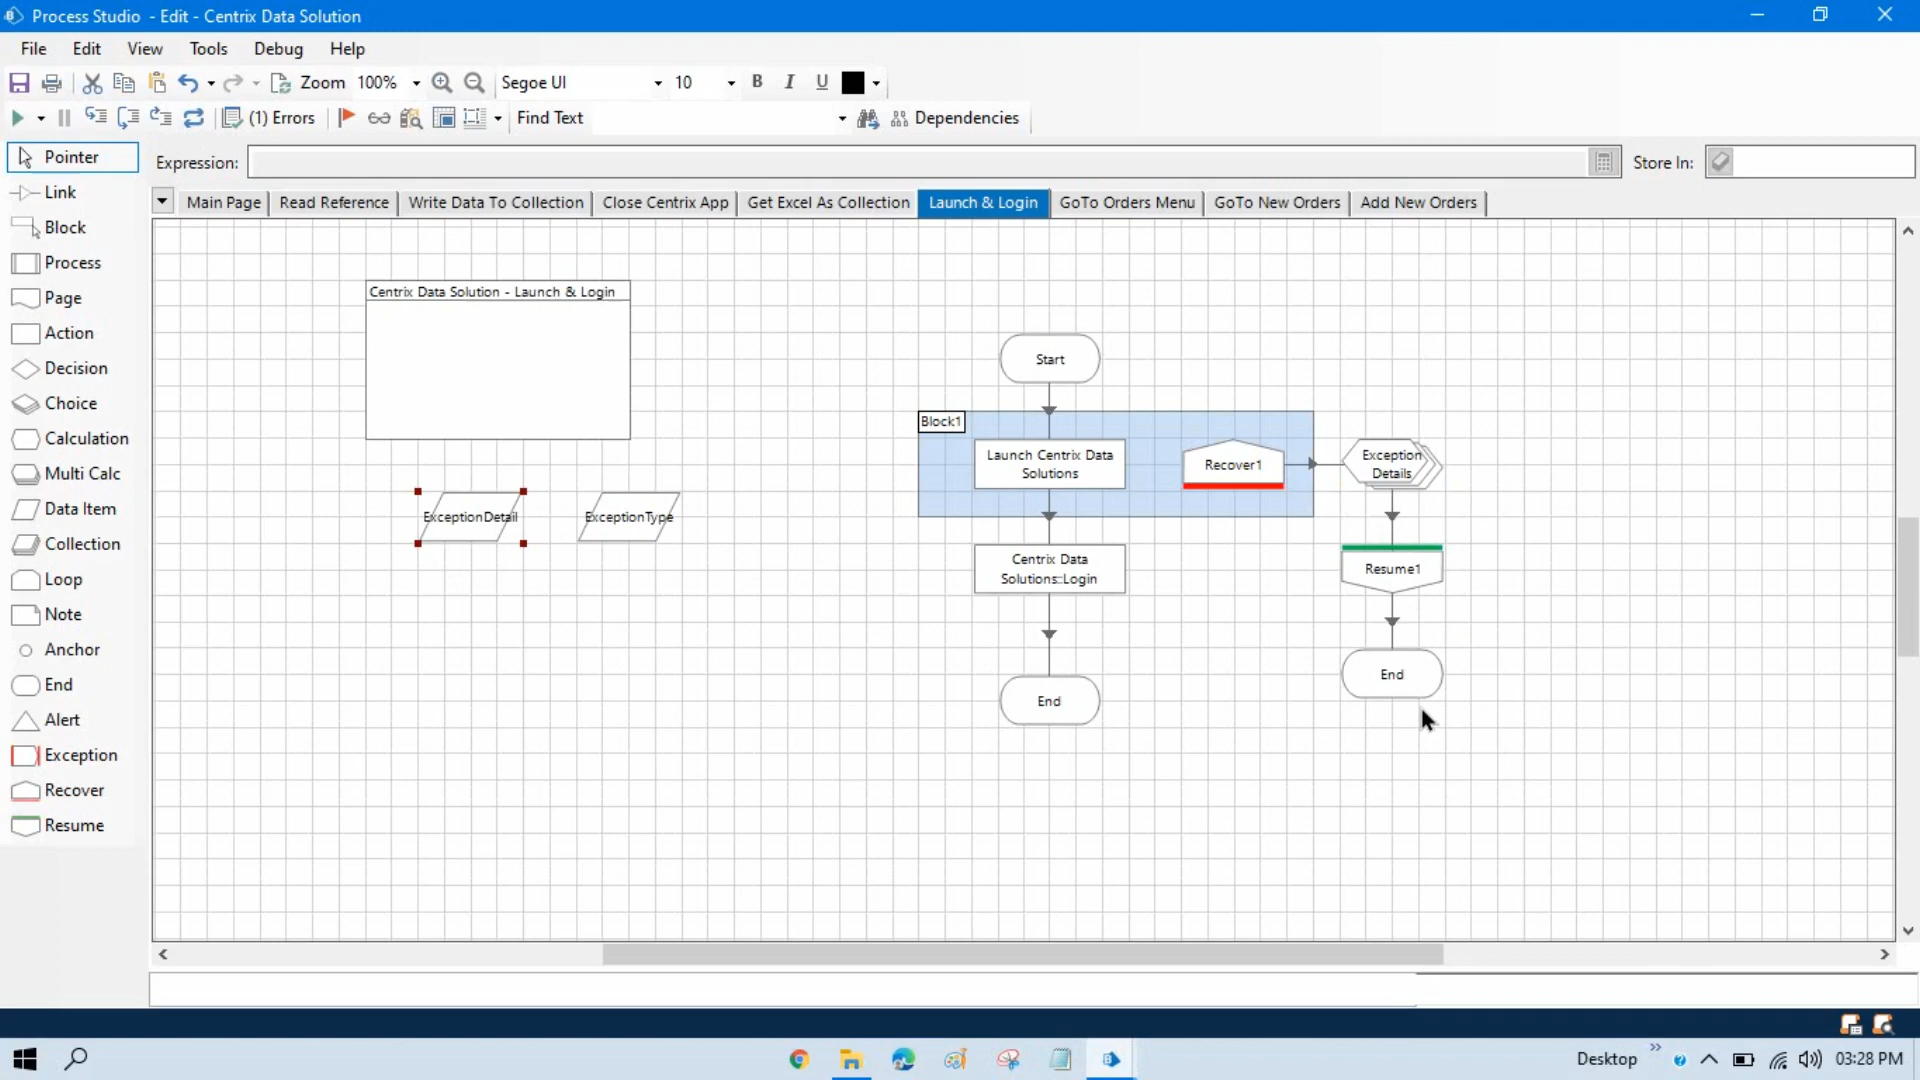 Process Studio - Edit - Centrix Data Solution
File Edit View Tools Debug Help
Zoom 100% Segoe UI 10 B I U
(1) Errors Find Text Dependencies
Pointer
Link
Block
Process
Page
Action
Decision
Choice
Calculation
Multi Calc
Data Item
Collection
Loop
Note
Anchor
End
Alert
Exception
Recover
Resume
Expression: Store In:
Main Page Read Reference Write Data To Collection Close Centrix App Get Excel As Collection Launch & Login GoTo Orders Menu GoTo New Orders Add New Orders
Centrix Data Solution - Launch & Login
ExceptionDetail
ExceptionType
Start
Block1
Launch Centrix Data
Solutions
Recover1
Exception
Details
Centrix Data
Solutions::Login
Resume1
End
End
Desktop
03:28 PM